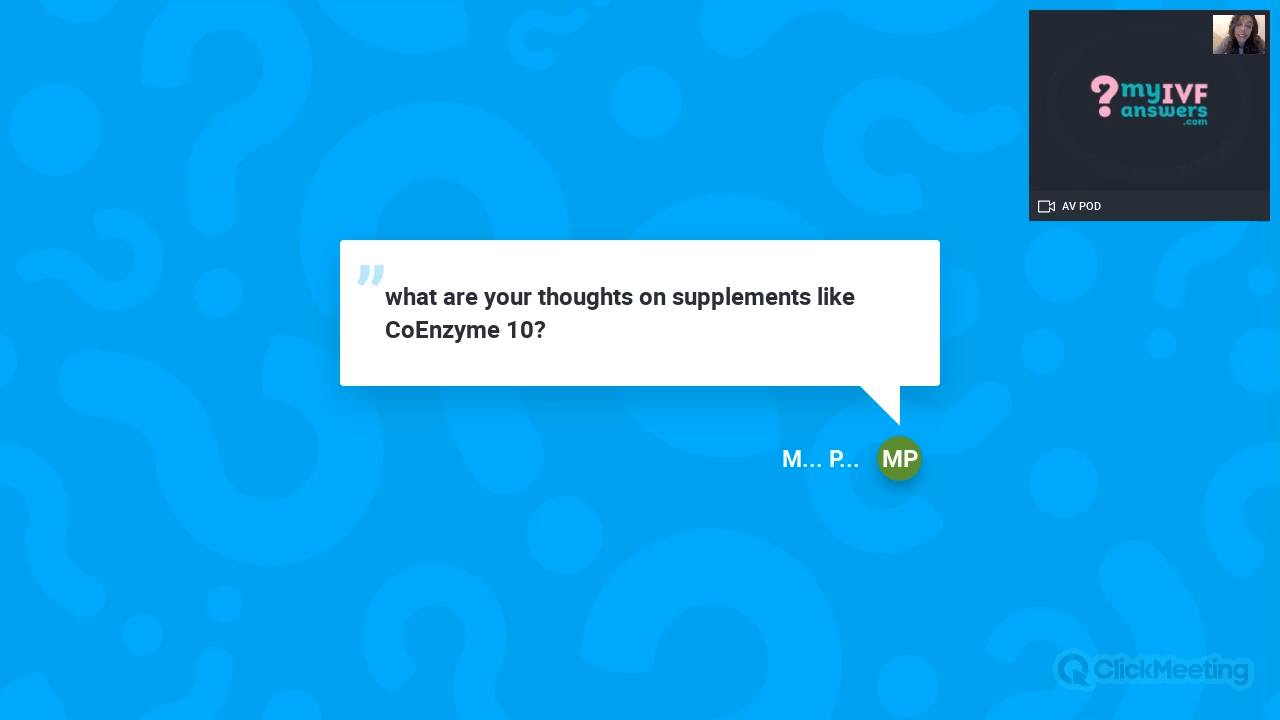 myIVF
answers
.com
AV POD
what are your thoughts on supplements like
CoEnzyme 10?
M... P...
MP
ClickMeeting